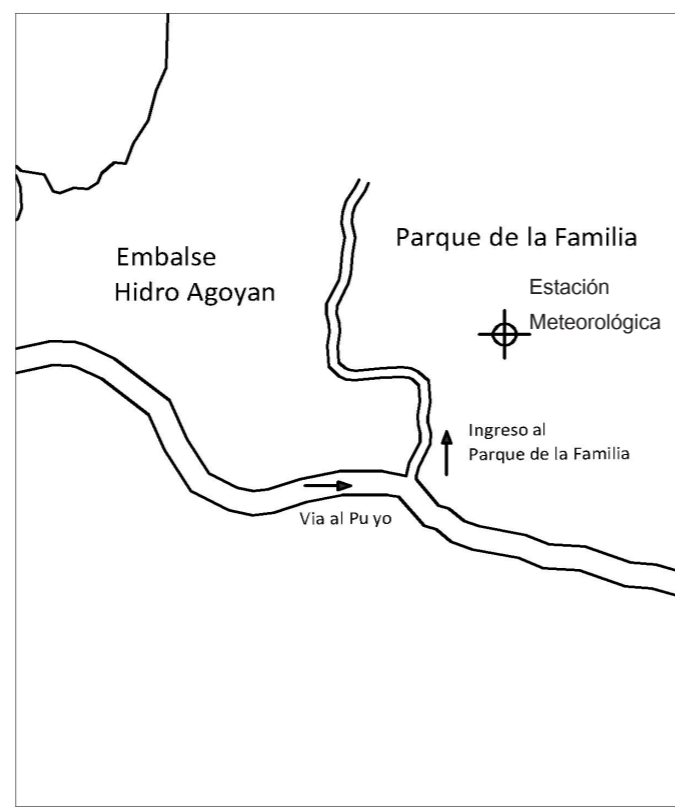 Parque de la Familia
Embalse
Hidro Agoyan
Estación
Meteorológica
Ingreso al
Parque de la Familia
Via al Pu yo